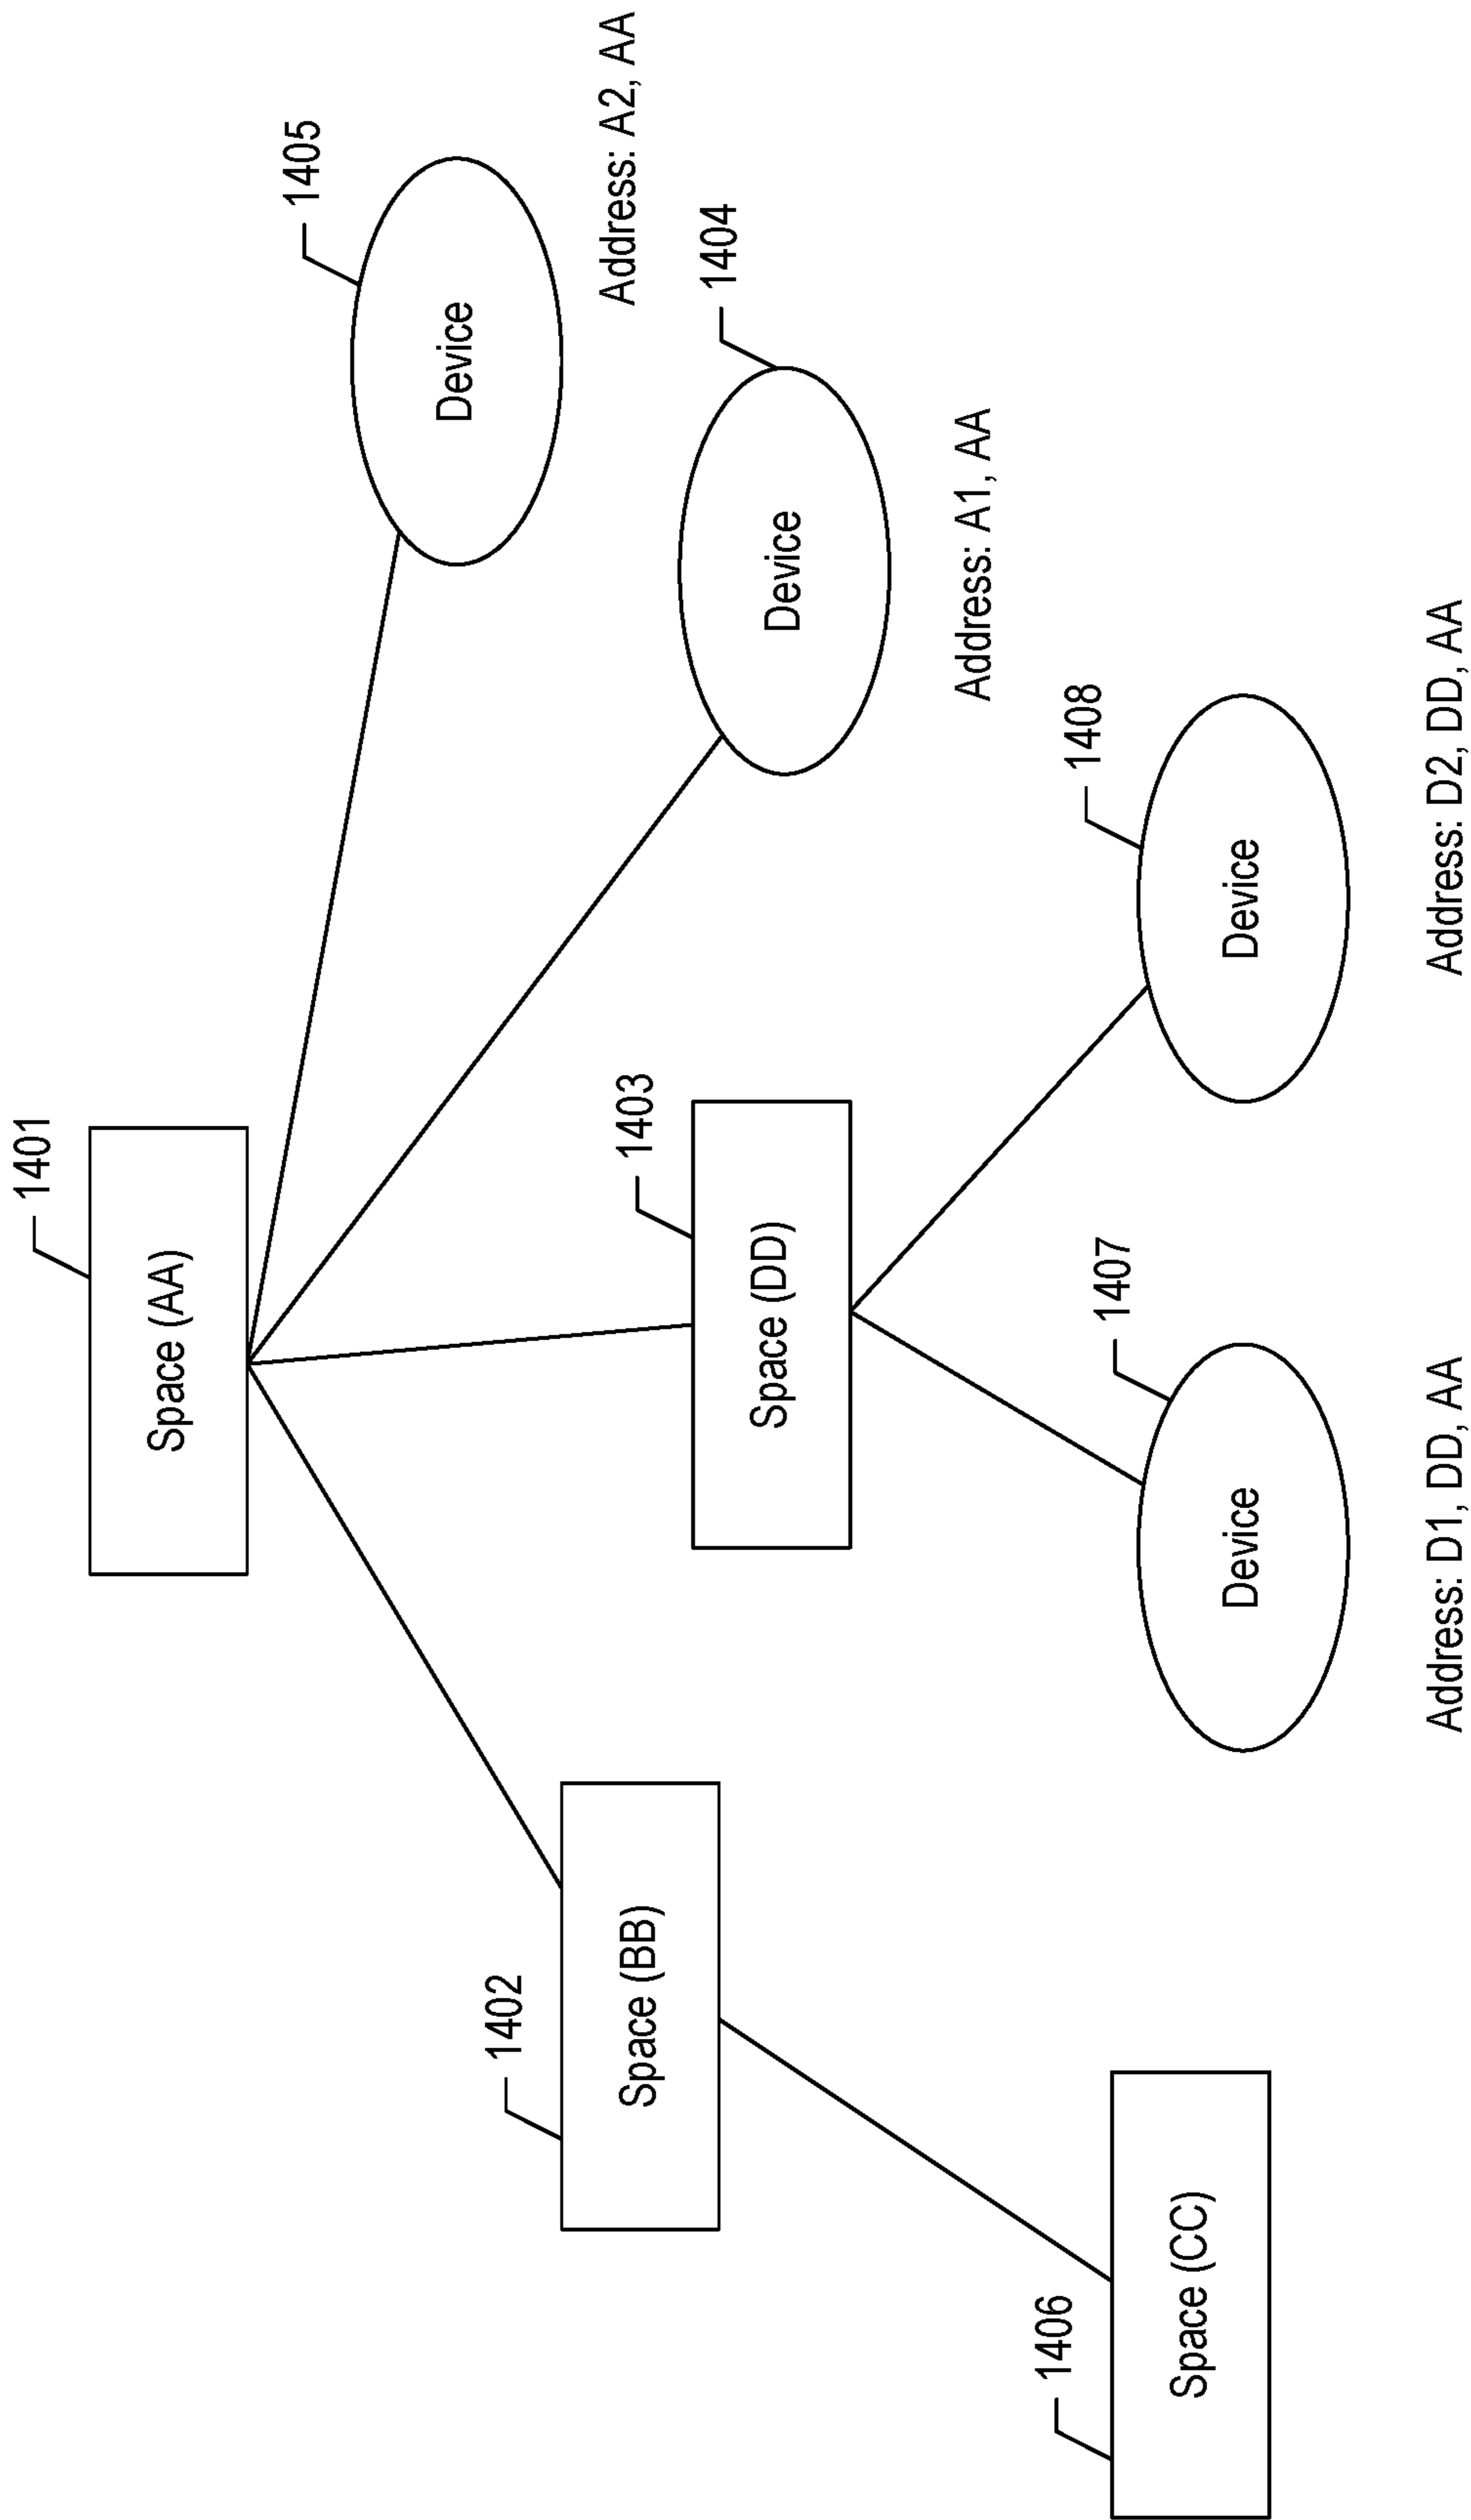 1401
Space (AA)
1405
Device
Address: A2, AA
1402
Space (BB)
1403
Space (DD)
1404
Device
Address: A1, AA
1406
Space (CC)
1407
Device
Address: D1, DD, AA
1408
Device
Address: D2, DD, AA